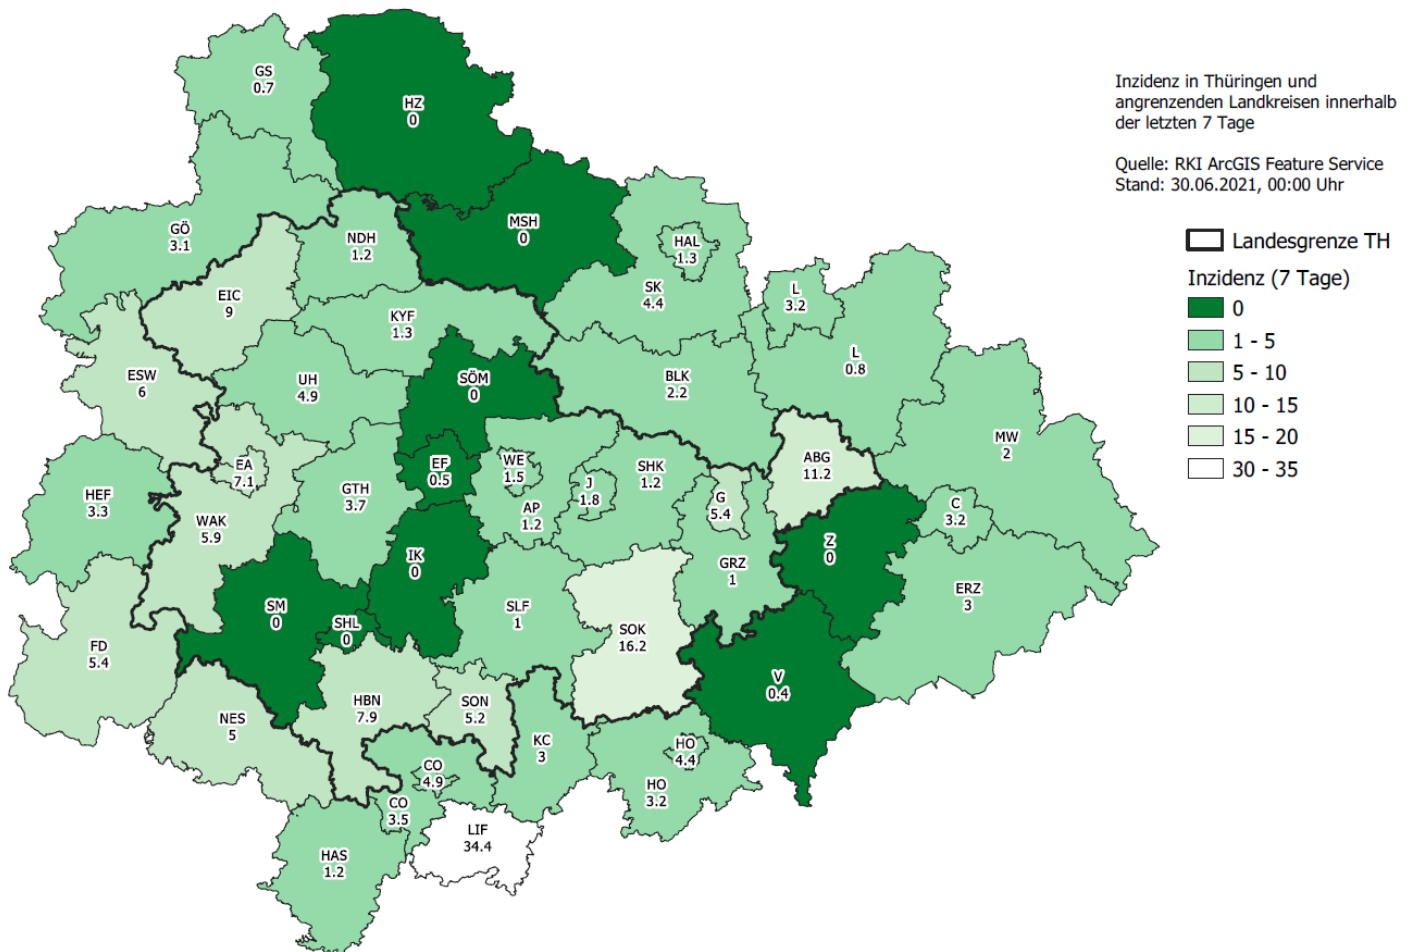 Inzidenz in Thüringen und
angrenzenden Landkreisen innerhalb
der letzten 7 Tage
Quelle: RKI ArcGIS Feature Service
Stand: 30.06.2021, 00:00 Uhr
Landesgrenze TH
Inzidenz (7 Tage)
0
1 - 5
5 - 10
10 - 15
15 - 20
30 - 35
GS
0.7
HZ
0
GÖ
3.1
NDH
1.2
MSH
0
HAL
1.3
SK
4.4
L
3.2
EIC
9
KYF
1.3
L
0.8
ESW
6
UH
4.9
SÖM
0
BLK
2.2
MW
2
HEF
3.3
EA
7.1
GTH
3.7
EF
0.5
WE
1.5
J
1.8
SHK
1.2
G
5.4
ABG
11.2
WAK
5.9
AP
1.2
C
3.2
IK
0
Z
0
GRZ
1
ERZ
3
SM
0
SHL
0
SLF
1
SOK
16.2
FD
5.4
V
0.4
NES
5
HBN
7.9
SON
5.2
KC
3
HO
4.4
HO
3.2
CO
4.9
CO
3.5
LIF
34.4
HAS
1.2